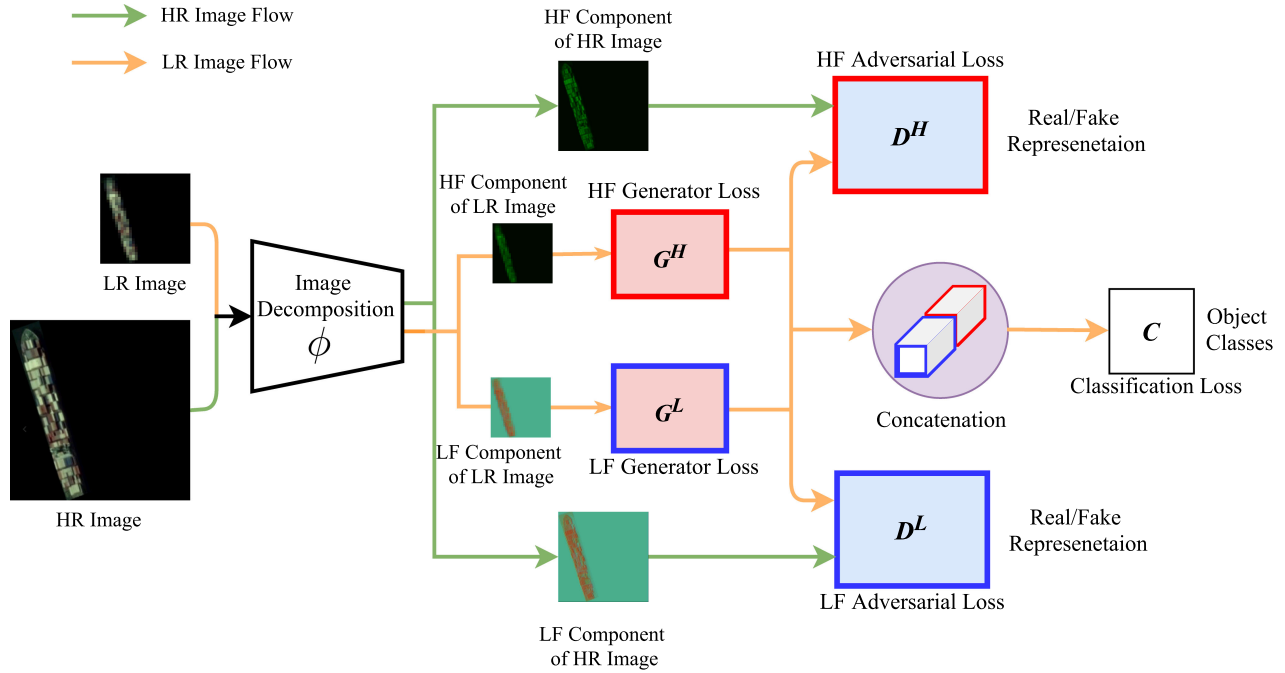 HR Image Flow
LR Image Flow
HF Component
of HR Image
HF Adversarial Loss
D^H
Real/Fake
Represenetaion
HF Component
of LR Image
HF Generator Loss
G^H
LR Image
Image
Decomposition
ϕ
Concatenation
C
Object
Classes
Classification Loss
HR Image
LF Component
of LR Image
G^L
LF Generator Loss
D^L
Real/Fake
Represenetaion
LF Adversarial Loss
LF Component
of HR Image